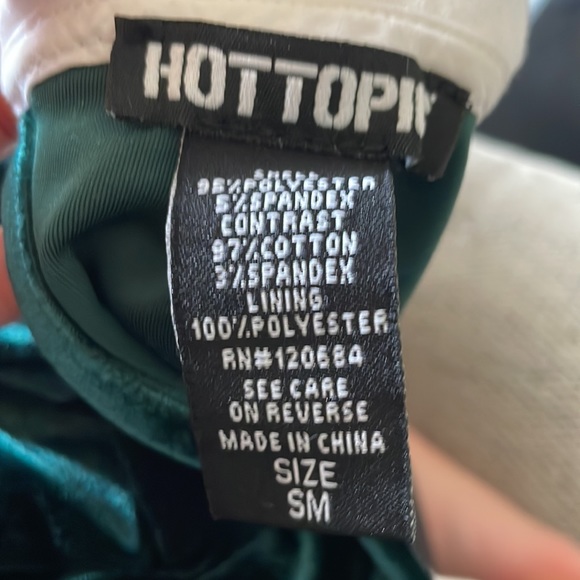 HOTTOPIC
SHELL
95%POLYESTER
5%SPANDEX
CONTRAST
97%COTTON
3%SPANDEX
LINING
100%POLYESTER
RN#120684
SEE CARE
ON REVERSE
MADE IN CHINA
SIZE
SM